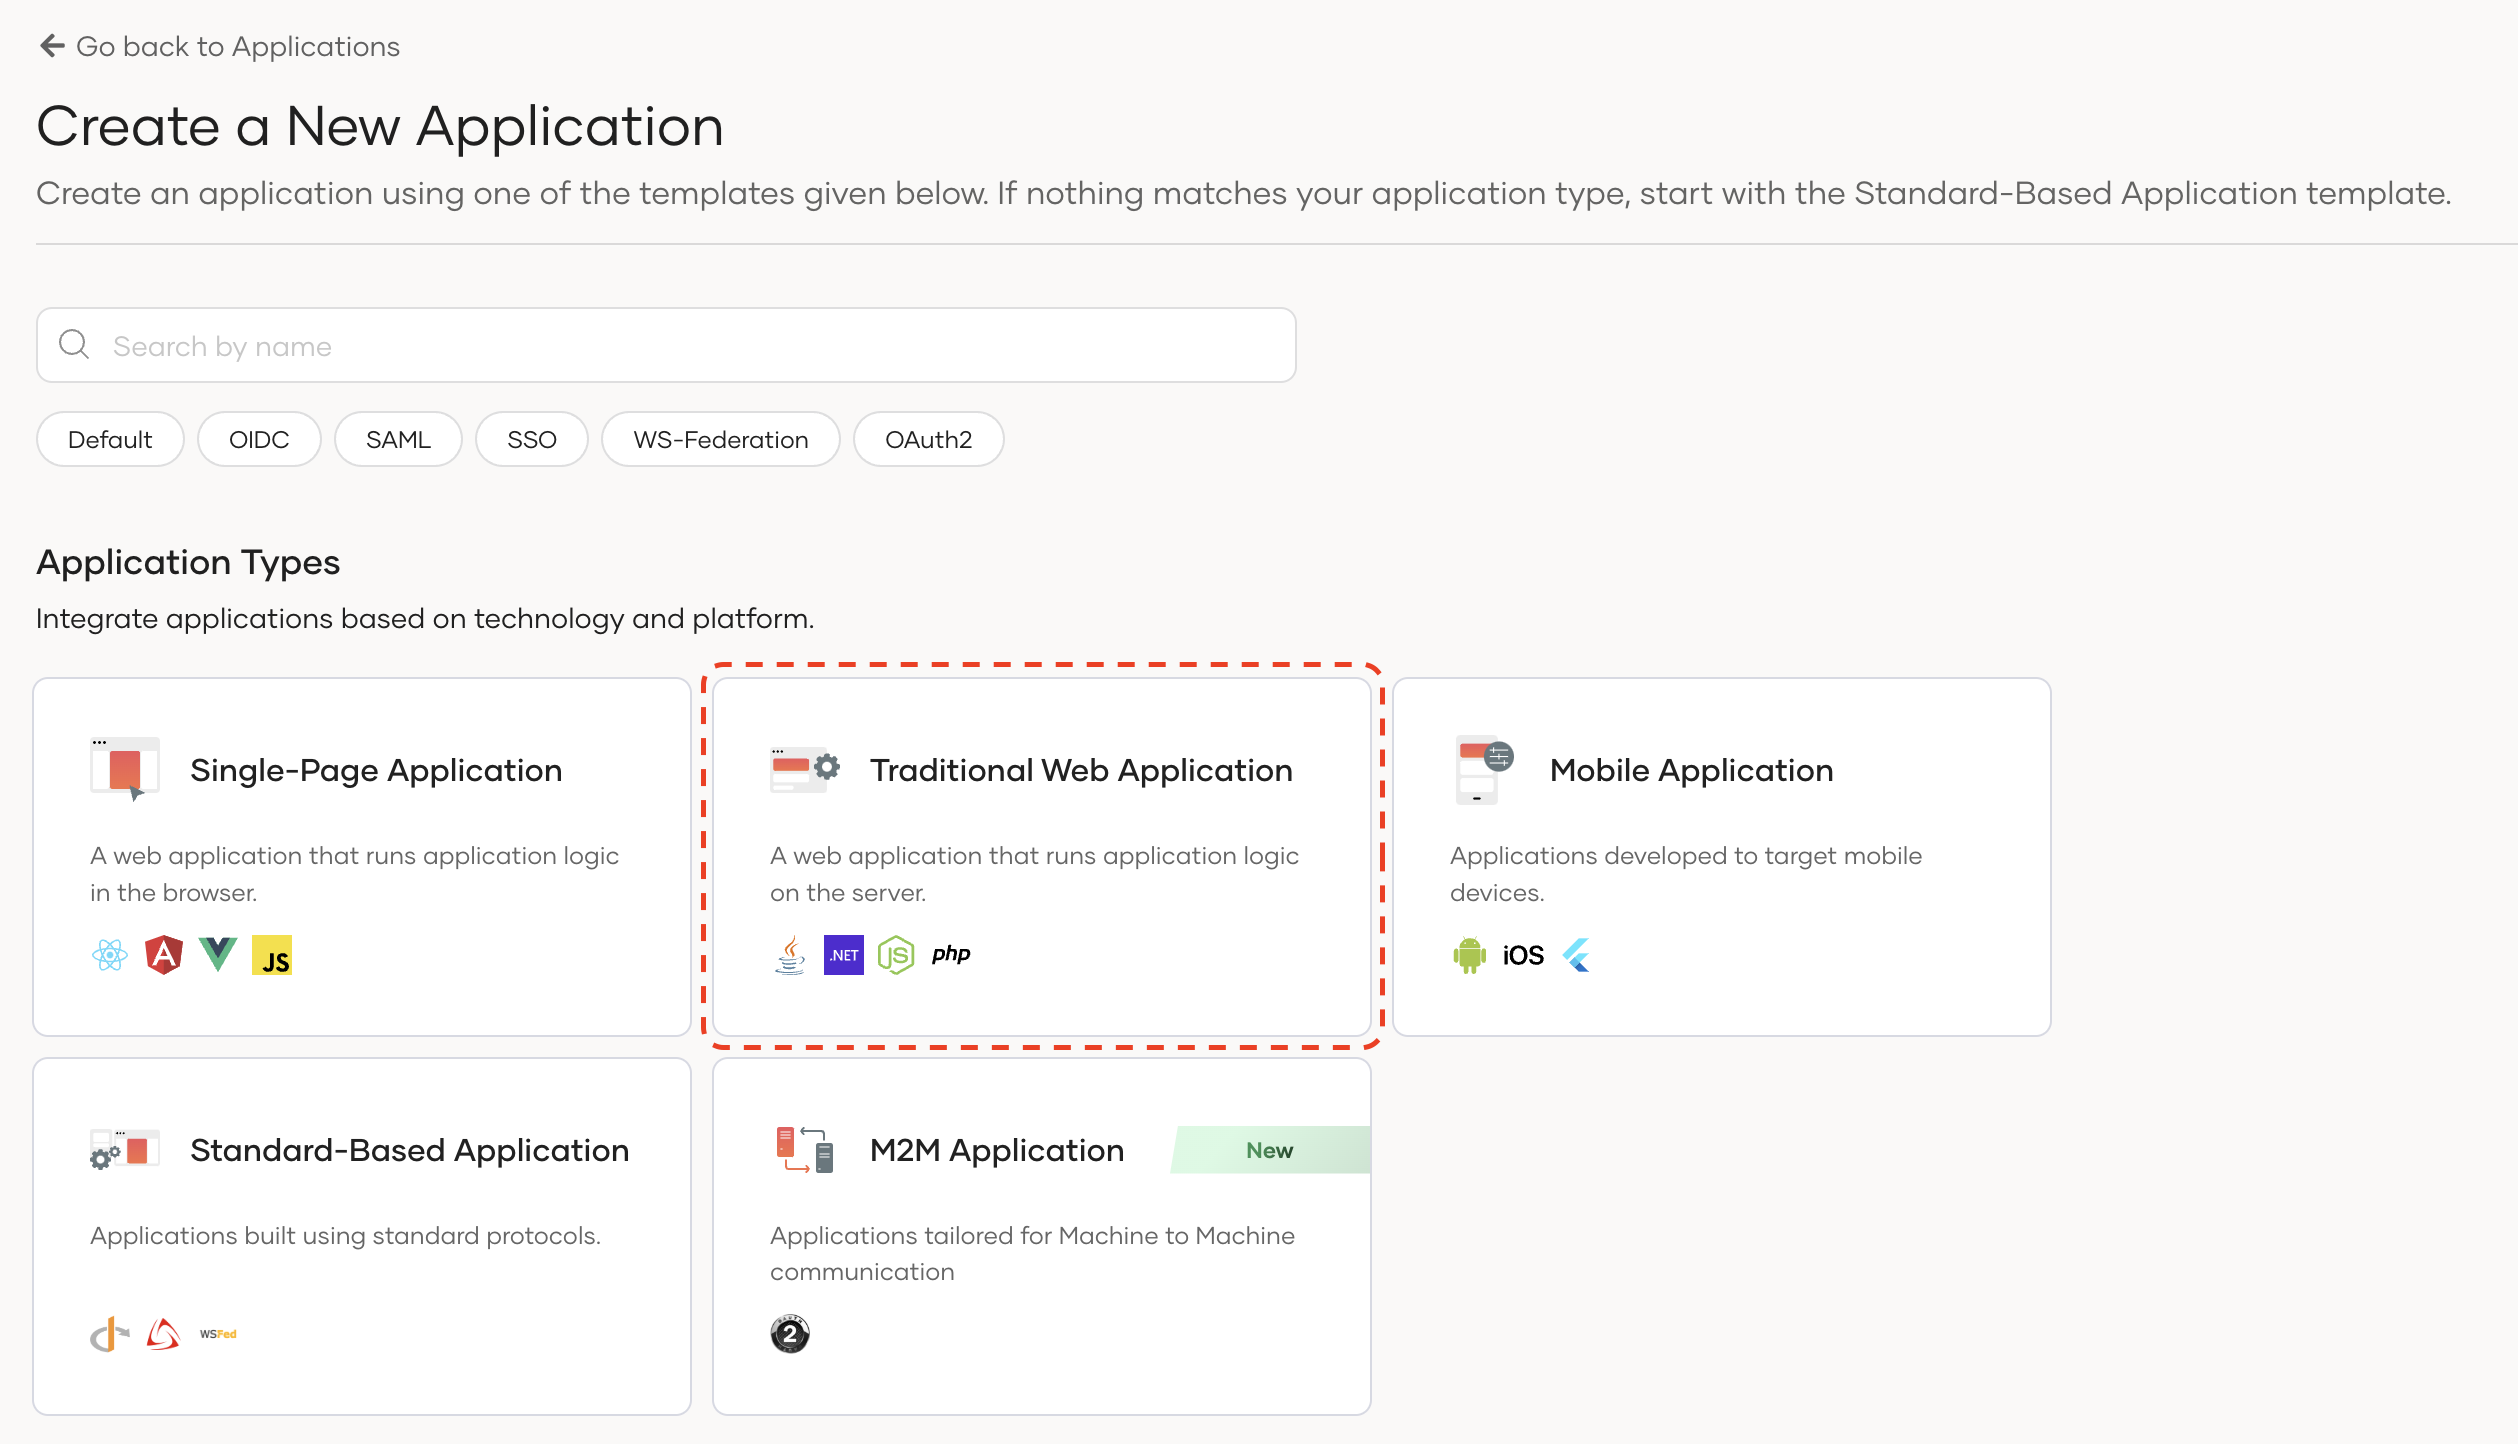 Go back to Applications
Create a New Application
Create an application using one of the templates given below. If nothing matches your application type, start with the Standard-Based Application template.
Search by name
Default
OIDC
SAML
SSO
WS-Federation
OAuth2
Application Types
Integrate applications based on technology and platform.
Single-Page Application
A web application that runs application logic
in the browser.
JS
Traditional Web Application
A web application that runs application logic
on the server.
.NET
JS
php
Mobile Application
Applications developed to target mobile
devices.
iOS
Standard-Based Application
Applications built using standard protocols.
WSFed
M2M Application
New
Applications tailored for Machine to Machine
communication
2